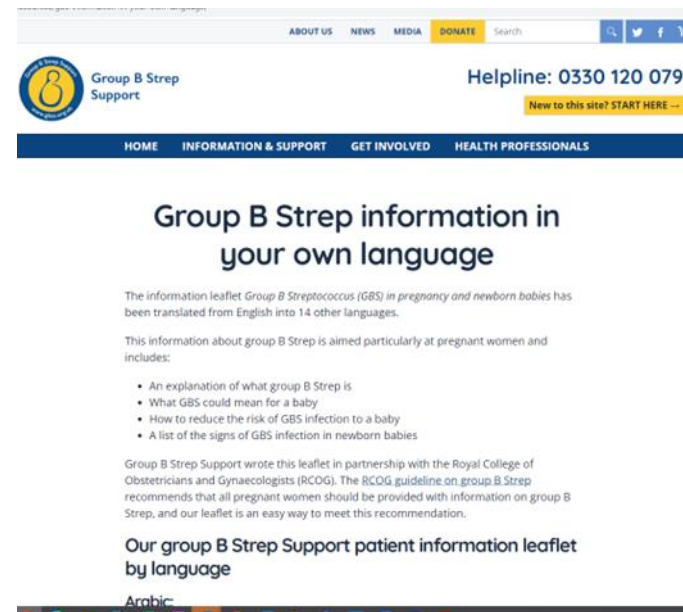 ABOUT US NEWS MEDIA DONATE Search
Group B Strep
Support
Helpline: 0330 120 079
New to this site? START HERE →
HOME INFORMATION & SUPPORT GET INVOLVED HEALTH PROFESSIONALS
Group B Strep information in
your own language
The information leaflet Group B Streptococcus (GBS) in pregnancy and newborn babies has
been translated from English into 14 other languages.
This information about group B Strep is aimed particularly at pregnant women and
includes:
• An explanation of what group B Strep is
• What GBS could mean for a baby
• How to reduce the risk of GBS infection to a baby
• A list of the signs of GBS infection in newborn babies
Group B Strep Support wrote this leaflet in partnership with the Royal College of
Obstetricians and Gynaecologists (RCOG). The RCOG guideline on group B Strep
recommends that all pregnant women should be provided with information on group B
Strep, and our leaflet is an easy way to meet this recommendation.
Our group B Strep Support patient information leaflet
by language
Arabic: